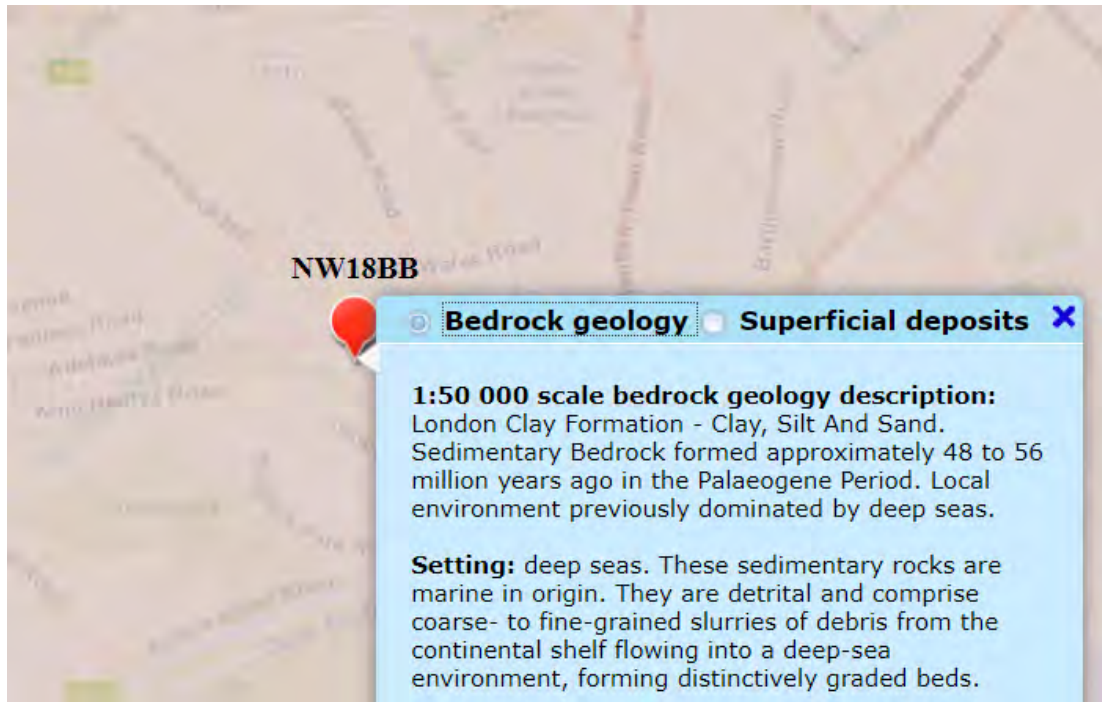 NW18BB
Bedrock geology Superficial deposits
1:50 000 scale bedrock geology description:
London Clay Formation - Clay, Silt And Sand.
Sedimentary Bedrock formed approximately 48 to 56
million years ago in the Palaeogene Period. Local
environment previously dominated by deep seas.
Setting: deep seas. These sedimentary rocks are
marine in origin. They are detrital and comprise
coarse- to fine-grained slurries of debris from the
continental shelf flowing into a deep-sea
environment, forming distinctively graded beds.